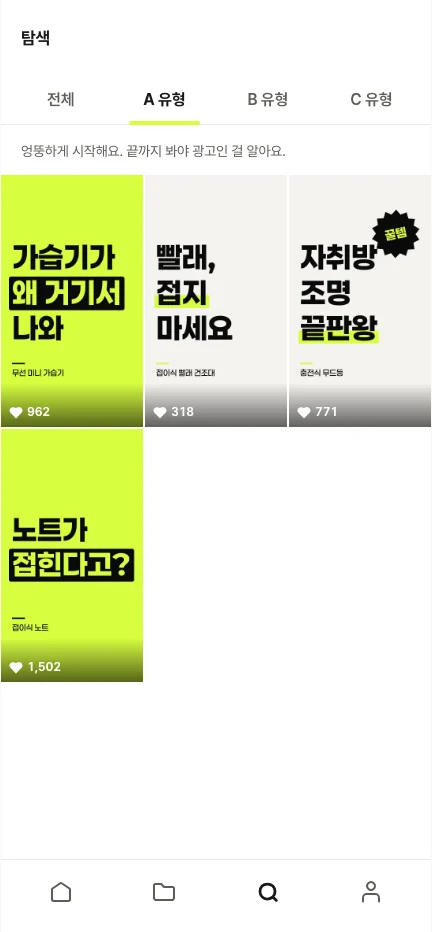 탐색
전체
A 유형
B 유형
C 유형
엉뚱하게 시작해요. 끝까지 봐야 광고인 걸 알아요.
가습기가
왜 거기서
나와
무선 미니 가습기
962
빨래,
접지
마세요
접이식 빨래 건조대
318
꿀템
자취방
조명
끝판왕
충전식 무드등
771
노트가
접힌다고?
접이식 노트
1,502